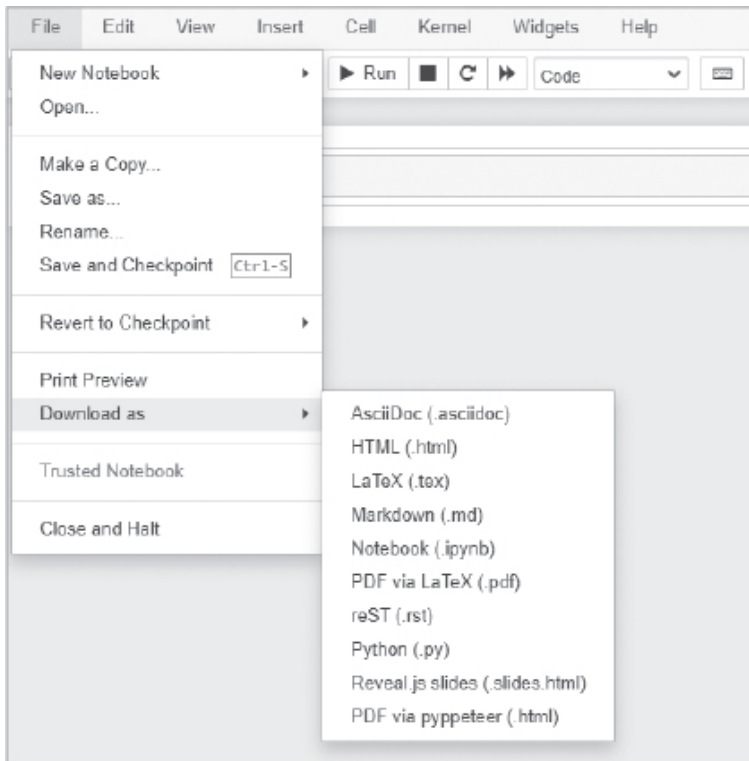 File Edit View Insert Cell Kernel Widgets Help
New Notebook
Run Code
Open...
Make a Copy...
Save as...
Rename...
Save and Checkpoint Ctrl-S
Revert to Checkpoint
Print Preview
Download as
Trusted Notebook
Close and Halt
AsciiDoc (.asciidoc)
HTML (.html)
LaTeX (.tex)
Markdown (.md)
Notebook (.ipynb)
PDF via LaTeX (.pdf)
reST (.rst)
Python (.py)
Reveal.js slides (.slides.html)
PDF via pyppeteer (.html)